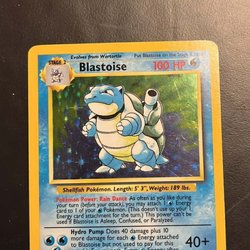 Evolves from Wartortle Put Blastoise on the Stage 1
STAGE 2 Blastoise 100 HP
Shellfish Pokémon. Length: 5' 3", Weight: 189 lbs.
Pokémon Power: Rain Dance As often as you like during
your turn (before your attack), you may attach 1
Energy card to 1 of your Pokémon. (This doesn't use up your 1
Energy card attachment for the turn.) This power can't be
used if Blastoise is Asleep, Confused, or Paralyzed.
Hydro Pump Does 40 damage plus 10
more damage for each Energy attached
to Blastoise but not used to pay
40+